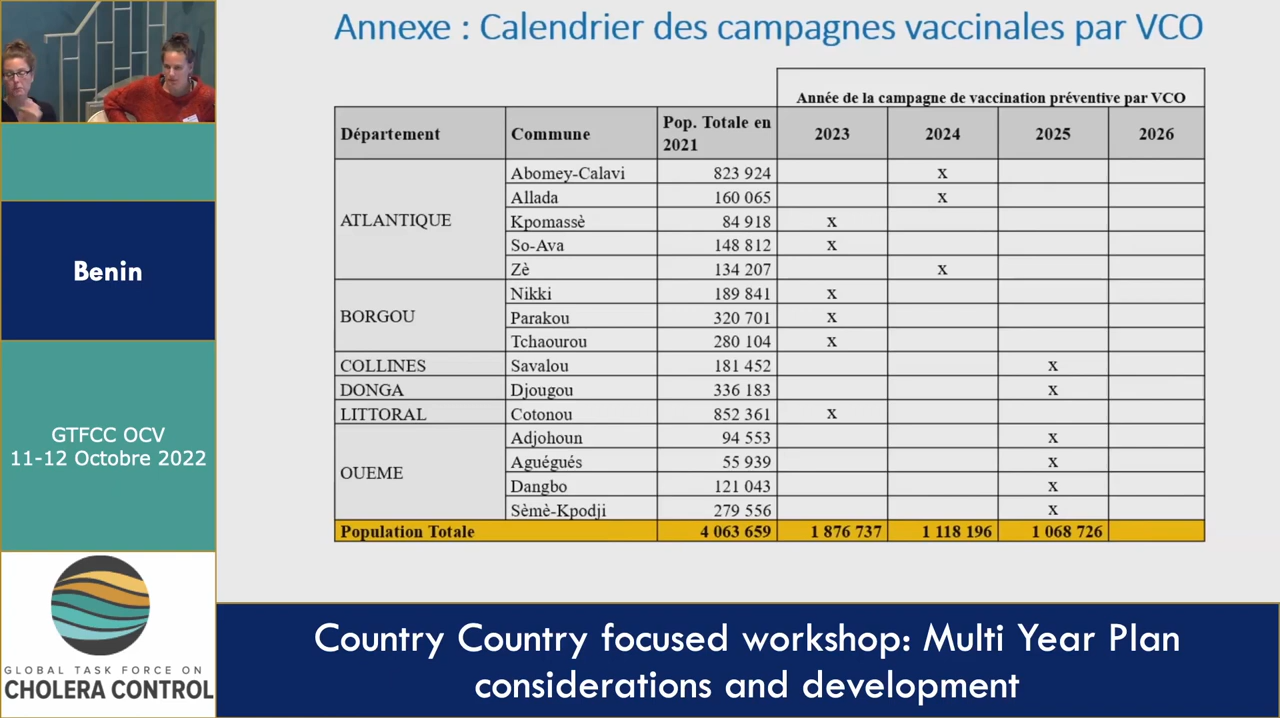 Annexe : Calendrier des campagnes vaccinales par VCO
Année de la campagne de vaccination préventive par VCO
Département Commune Pop. Totale en 2021 2023 2024 2025 2026
ATLANTIQUE Abomey-Calavi 823 924 x
Allada 160 065 x
Kpomassè 84 918 x
So-Ava 148 812 x
Zè 134 207 x
BORGOU Nikki 189 841 x
Parakou 320 701 x
Tchaourou 280 104 x
COLLINES Savalou 181 452 x
DONGA Djougou 336 183 x
LITTORAL Cotonou 852 361 x
OUEME Adjohoun 94 553 x
Aguégués 55 939 x
Dangbo 121 043 x
Sèmè-Kpodji 279 556 x
Population Totale 4 063 659 1 876 737 1 118 196 1 068 726
Benin
GTFCC OCV
11-12 Octobre 2022
GLOBAL TASK FORCE ON
CHOLERA CONTROL
Country Country focused workshop: Multi Year Plan
considerations and development